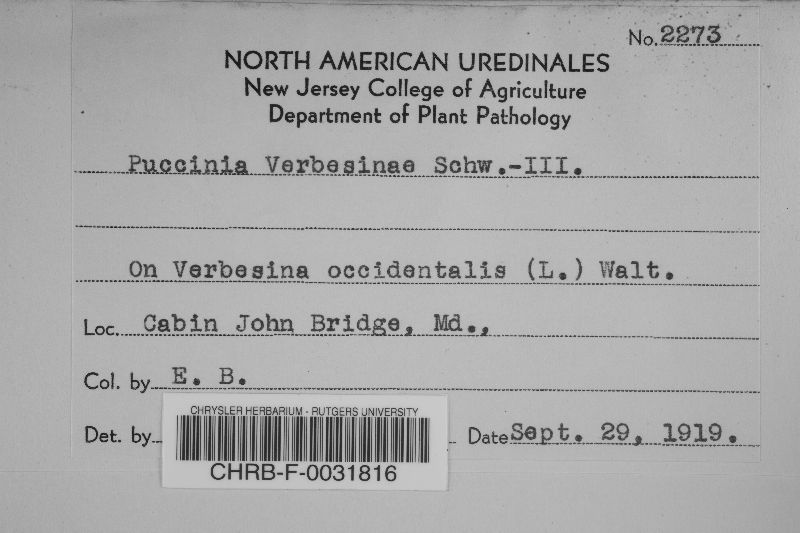 No. 2273
NORTH AMERICAN UREDINALES
New Jersey College of Agriculture
Department of Plant Pathology
Puccinia Verbesinae Schw.-III.
On Verbesina occidentalis (L.) Walt.
Loc. Cabin John Bridge, Md.,
Col. by E. B.
Det. by
Date Sept. 29, 1919.
CHRYSLER HERBARIUM - RUTGERS UNIVERSITY
CHRB-F-0031816